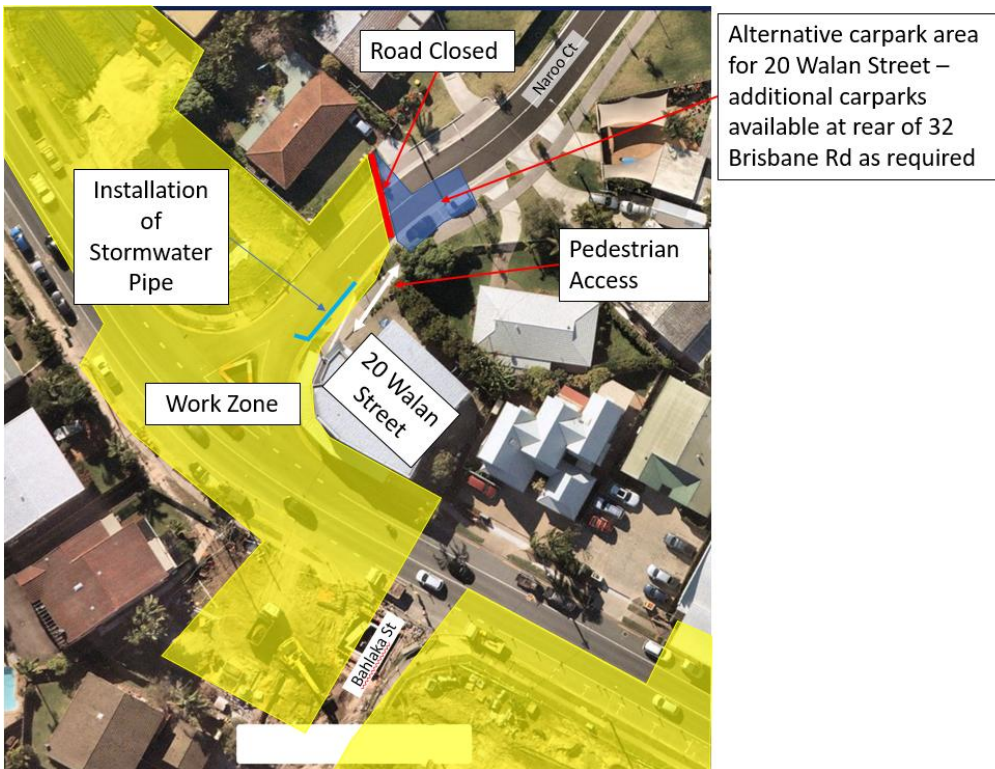 Road Closed
Naroo Ct
Alternative carpark area
for 20 Walan Street –
additional carparks
available at rear of 32
Brisbane Rd as required
Installation
of
Stormwater
Pipe
Pedestrian
Access
20 Walan
Street
Work Zone
Bahlaka St